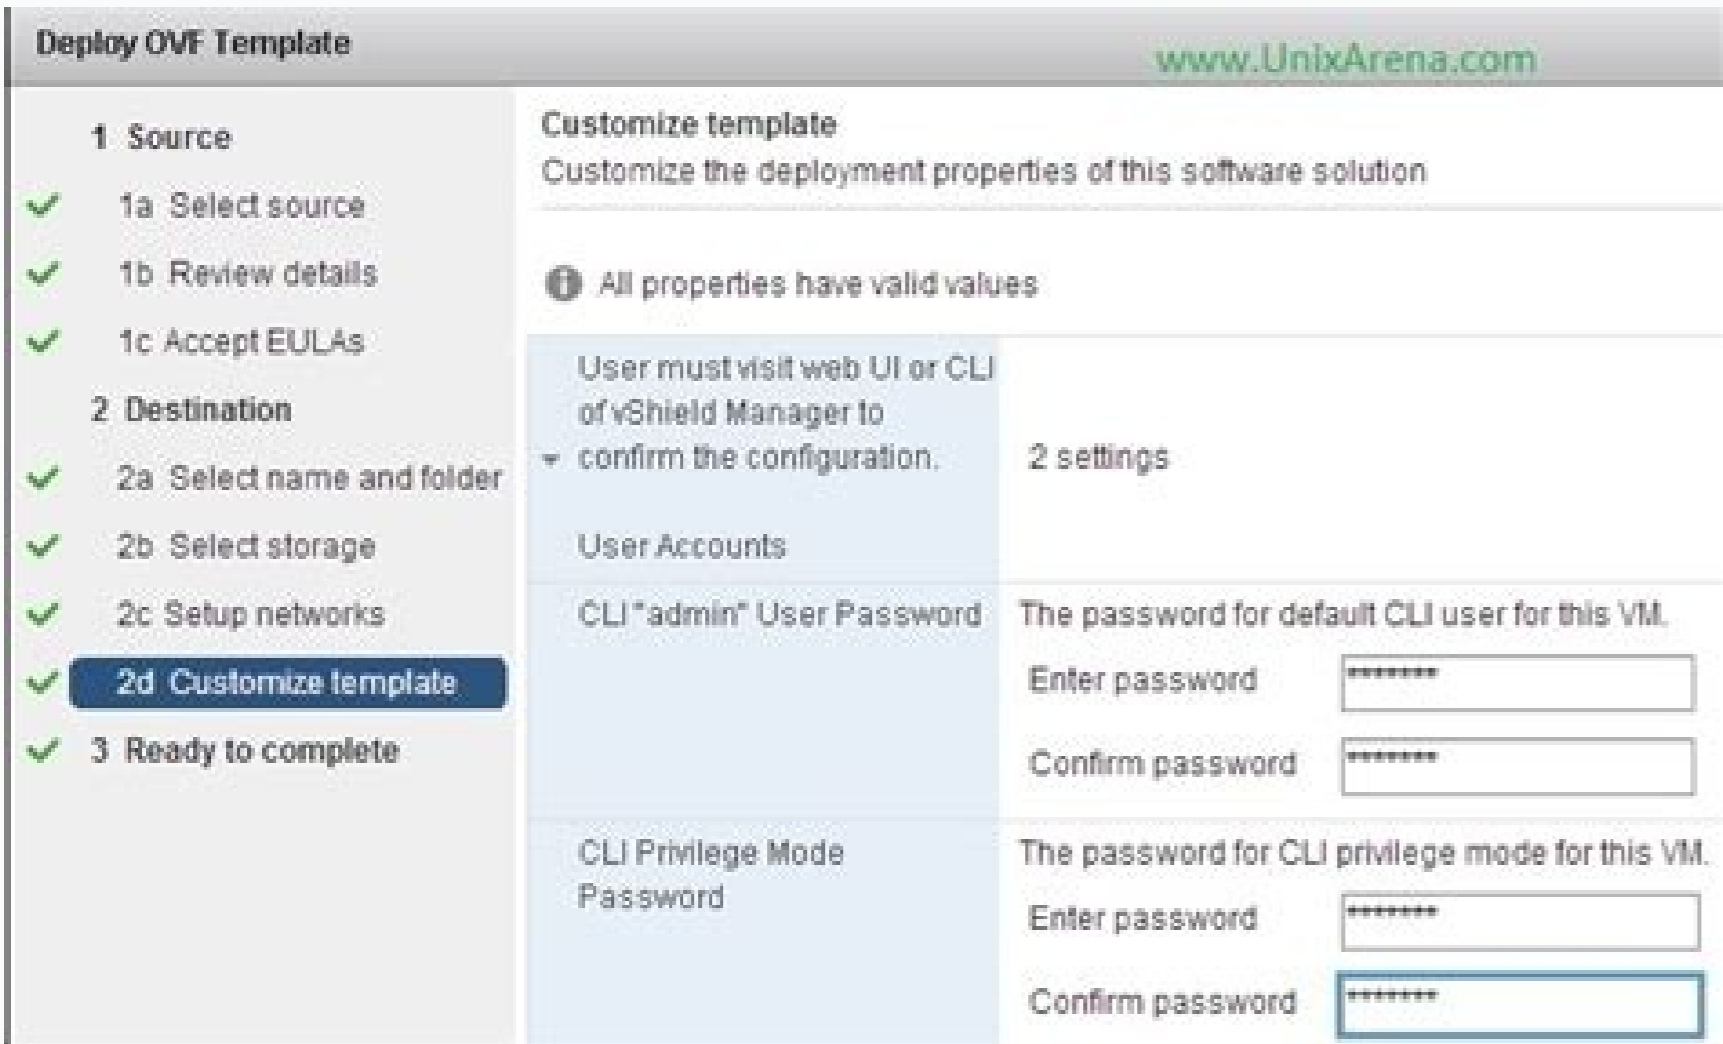 Deploy OVF Template
www.UnixArena.com
1 Source
1a Select source
1b Review details
1c Accept EULAs
2 Destination
2a Select name and folder
2b Select storage
2c Setup networks
2d Customize template
3 Ready to complete
Customize template
Customize the deployment properties of this software solution
All properties have valid values
User must visit web UI or CLI
of vShield Manager to
confirm the configuration.
2 settings
User Accounts
CLI "admin" User Password
The password for default CLI user for this VM.
Enter password
*******
Confirm password
*******
CLI Privilege Mode
Password
The password for CLI privilege mode for this VM.
Enter password
*******
Confirm password
*******